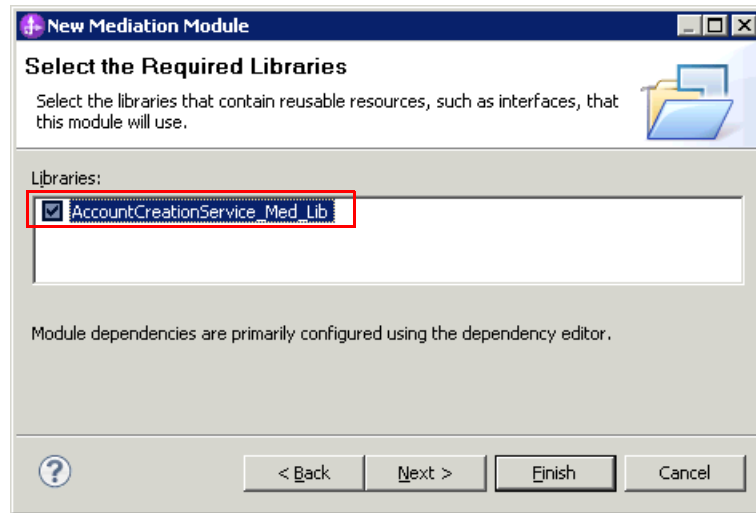 New Mediation Module
Select the Required Libraries
Select the libraries that contain reusable resources, such as interfaces, that
this module will use.
Libraries:
AccountCreationService_Med_Lib
Module dependencies are primarily configured using the dependency editor.
?
< Back
Next >
Finish
Cancel